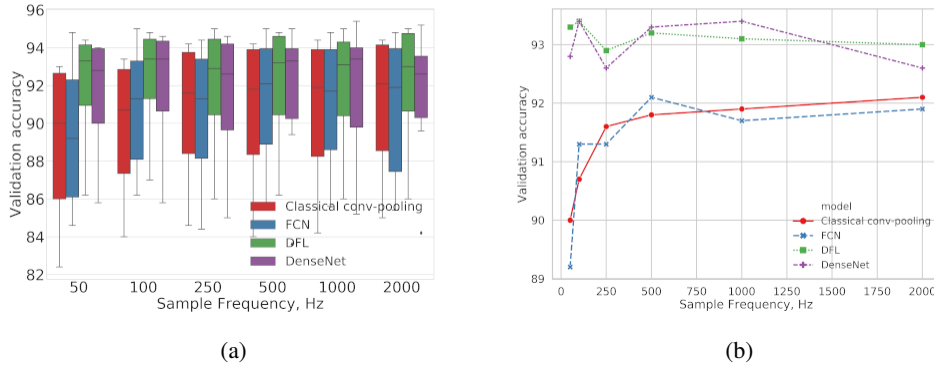 96
94
92
90
88
86
84
82
Validation accuracy
50 100 250 500 1000 2000
Sample Frequency, Hz
Classical conv-pooling
FCN
DFL
DenseNet
(a)
93
92
91
90
89
Validation accuracy
0 250 500 750 1000 1250 1500 1750 2000
Sample Frequency, Hz
model
Classical conv-pooling
FCN
DFL
DenseNet
(b)